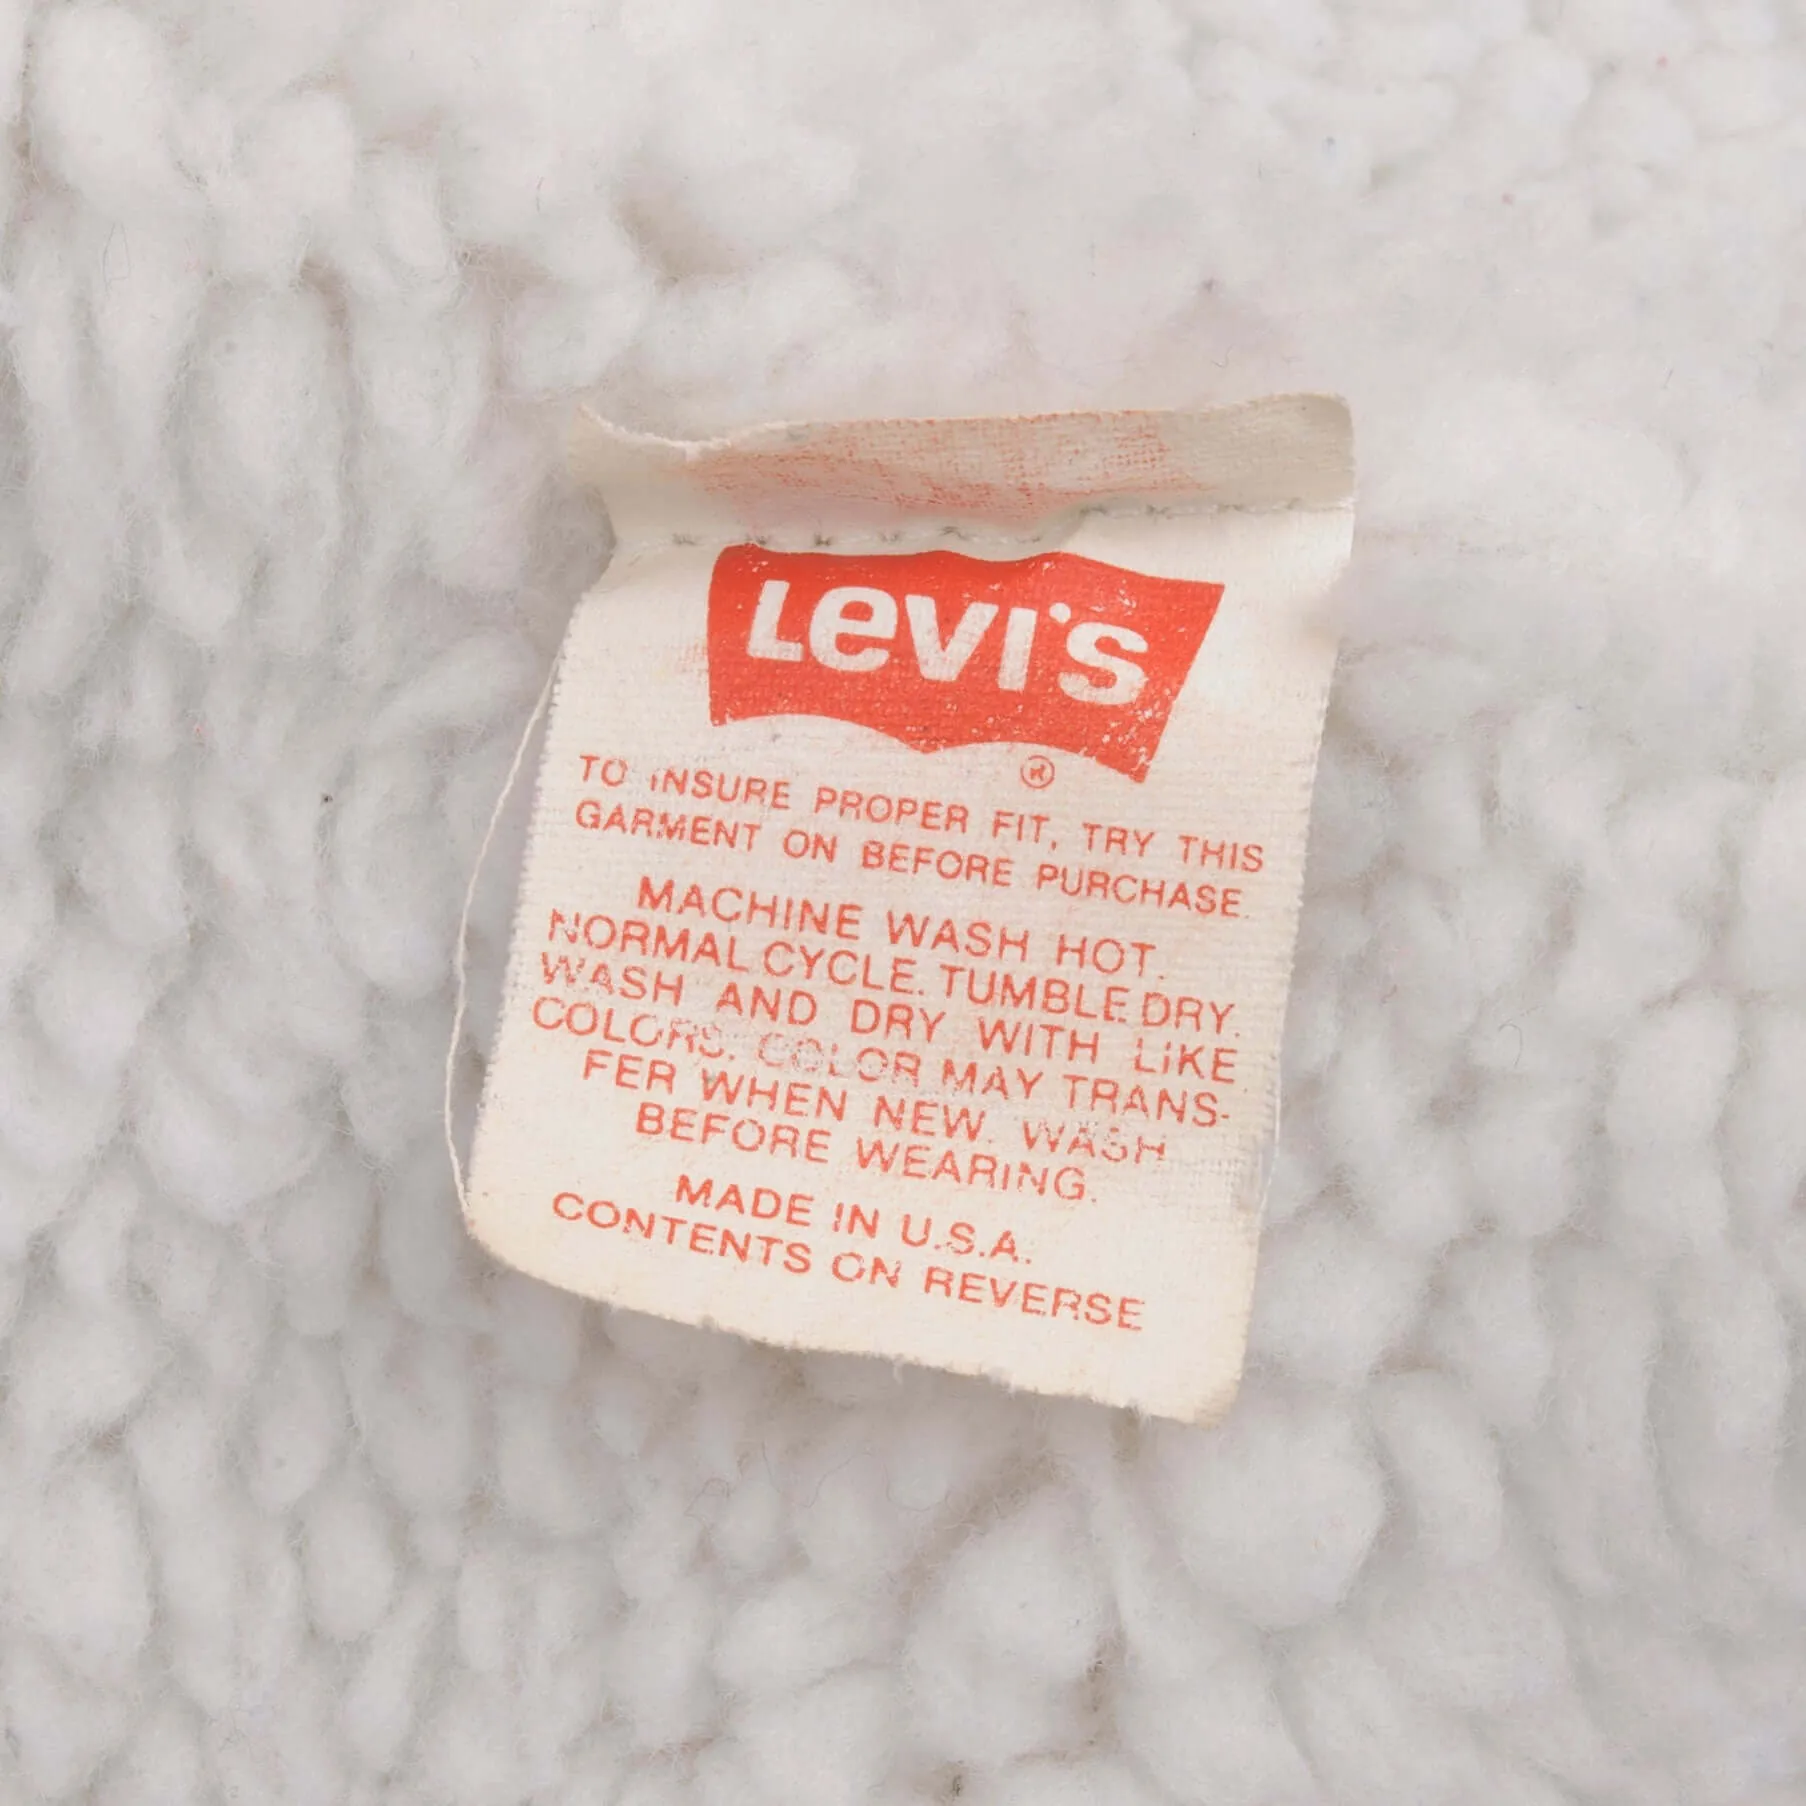 Levi's
®
TO INSURE PROPER FIT, TRY THIS
GARMENT ON BEFORE PURCHASE.
MACHINE WASH HOT.
NORMAL CYCLE. TUMBLE DRY.
WASH AND DRY WITH LIKE
COLORS. COLOR MAY TRANS-
FER WHEN NEW. WASH
BEFORE WEARING.
MADE IN U.S.A.
CONTENTS ON REVERSE